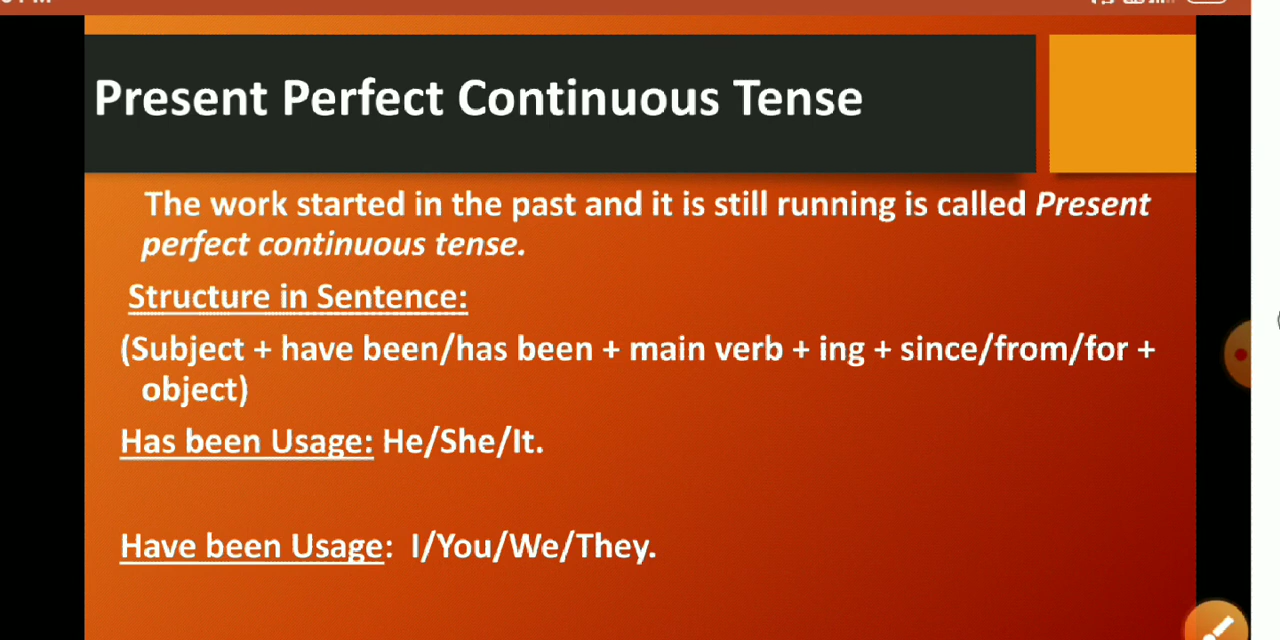 Present Perfect Continuous Tense
The work started in the past and it is still running is called Present
perfect continuous tense.
Structure in Sentence:
(Subject + have been/has been + main verb + ing + since/from/for +
object)
Has been Usage: He/She/It.
Have been Usage: I/You/We/They.